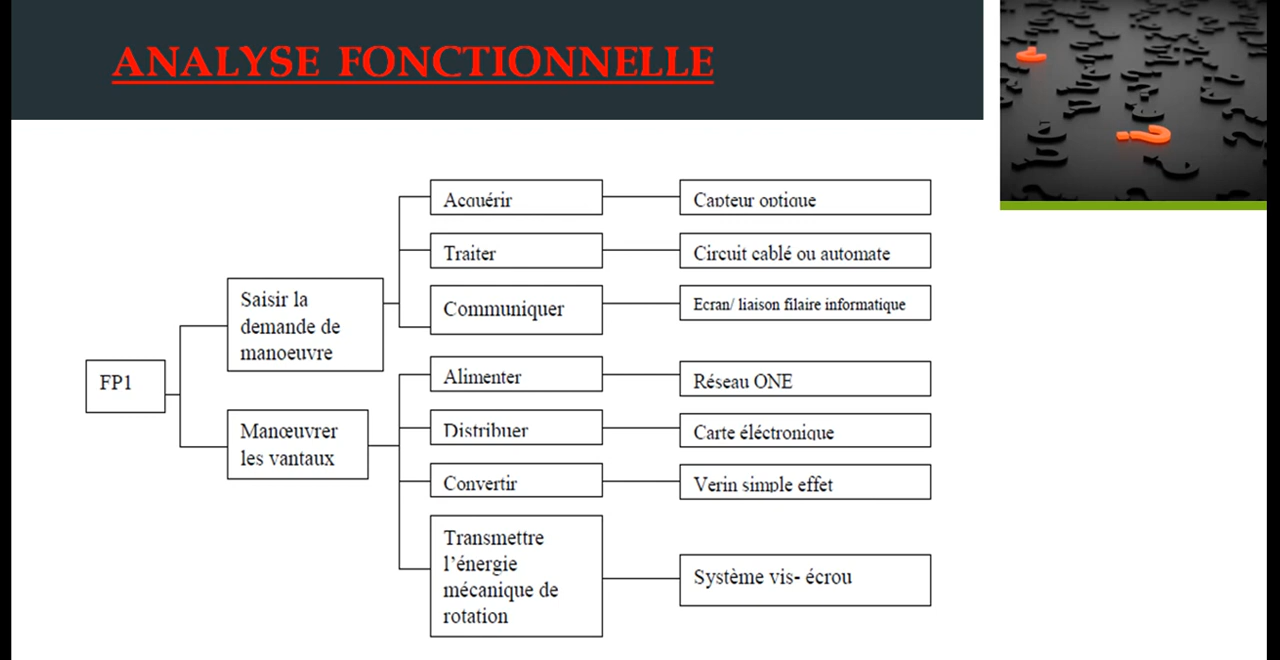 ANALYSE FONCTIONNELLE
Acquérir
Capteur optique
Traiter
Circuit cablé ou automate
Communiquer
Ecran/ liaison filaire informatique
Saisir la
demande de
manoeuvre
FP1
Alimenter
Réseau ONE
Manœuvrer
les vantaux
Distribuer
Carte éléctronique
Convertir
Verin simple effet
Transmettre
l’énergie
mécanique de
rotation
Système vis- écrou